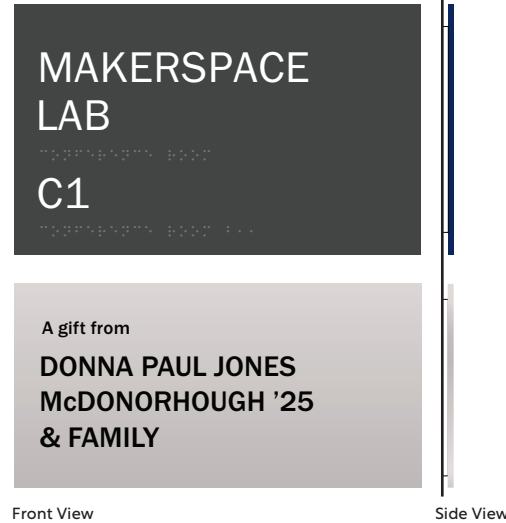 MAKERSPACE
LAB
C1
A gift from
DONNA PAUL JONES
McDONORHOUGH ’25
& FAMILY
Front View
Side View